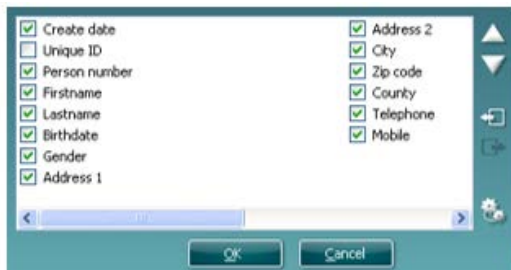 Create date
Unique ID
Person number
Firstname
Lastname
Birthdate
Gender
Address 1
Address 2
City
Zip code
County
Telephone
Mobile
OK
Cancel